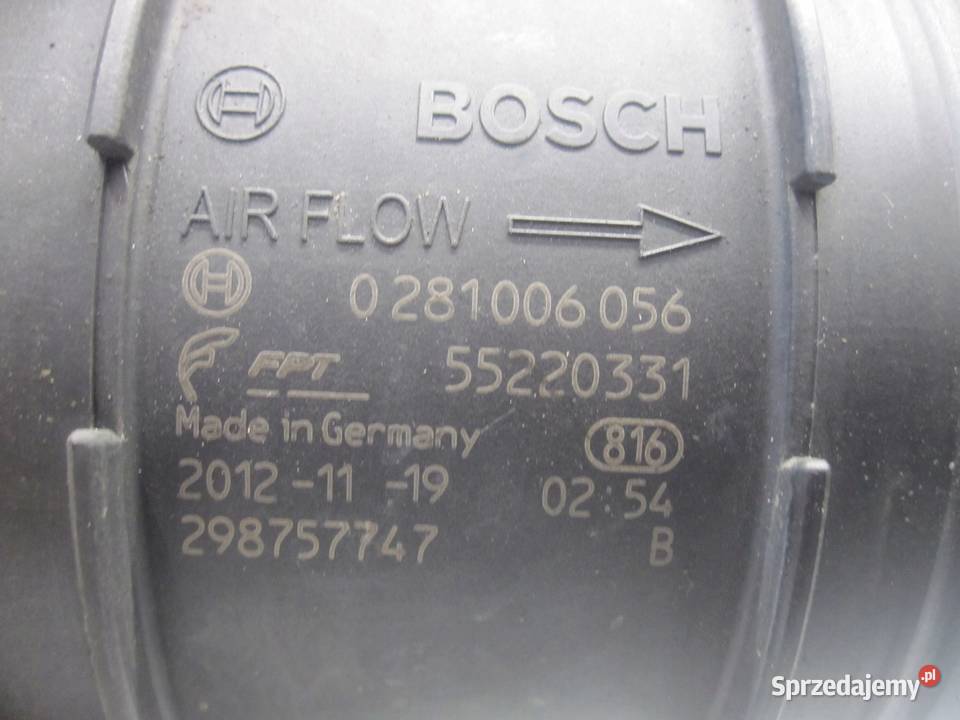 BOSCH
AIR FLOW
0 281 006 056
FPT 55220331
Made in Germany 816
2012-11-19 02:54
298757747 B
Sprzedajemy.pl